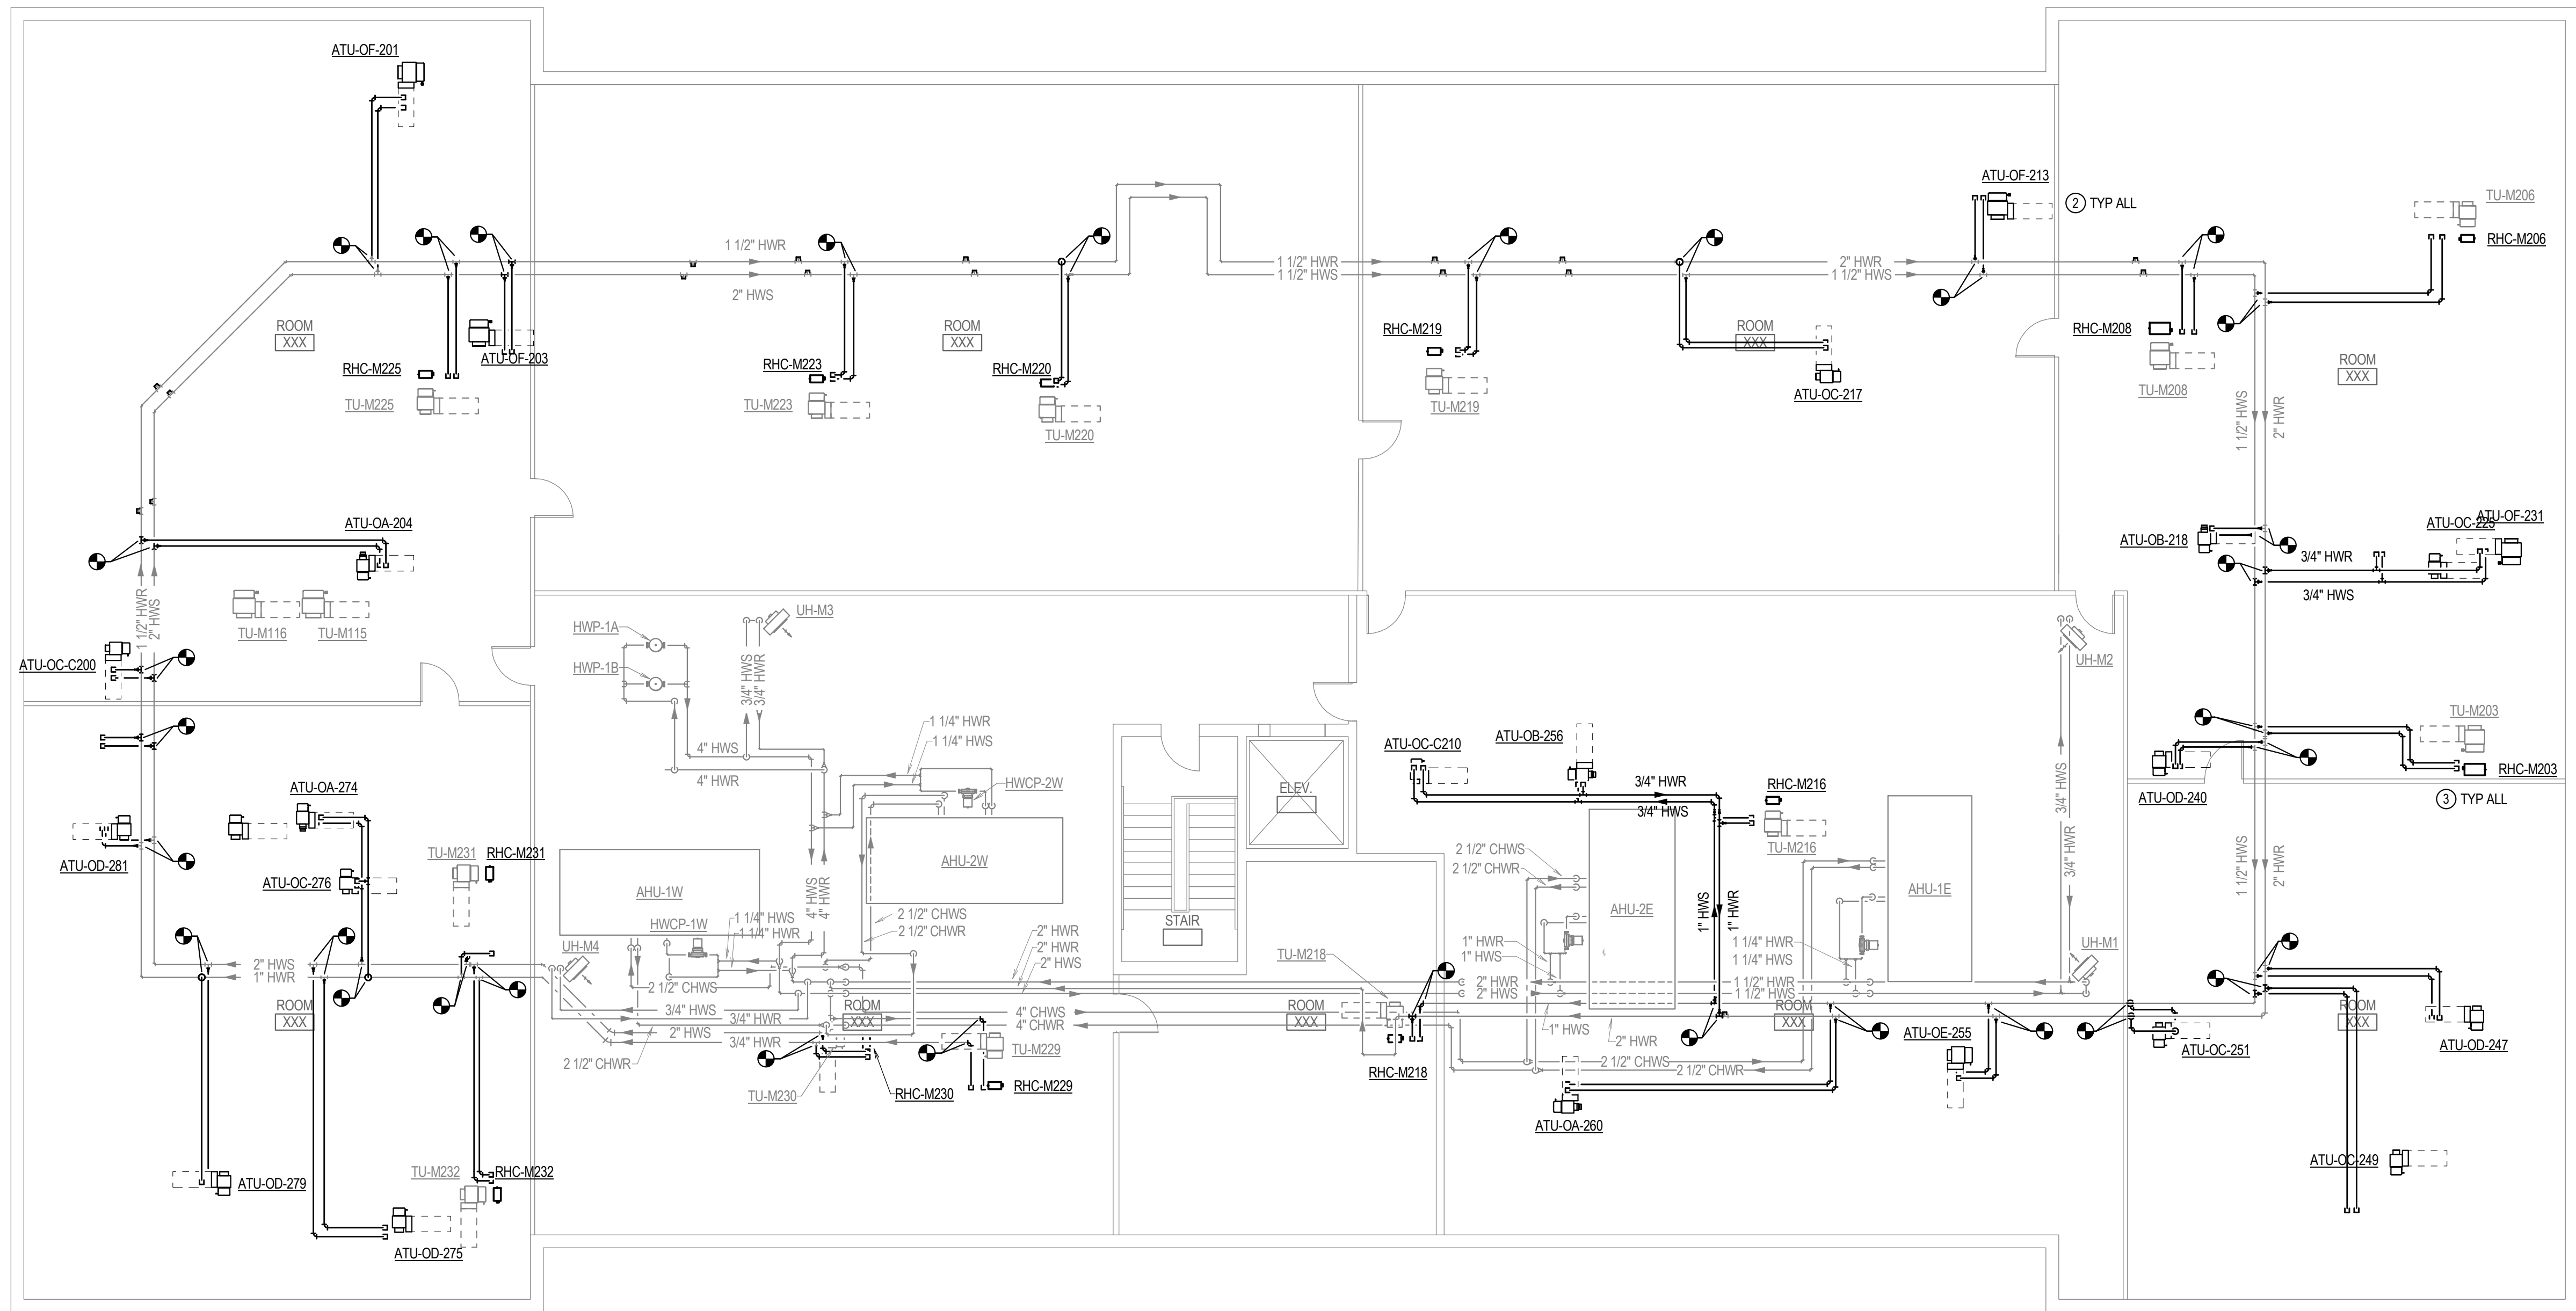 ATU-OF-201
ATU-OF-213
2 TYP ALL
TU-M206
RHC-M206
1 1/2" HWR
2" HWS
1 1/2" HWR
1 1/2" HWS
2" HWR
1 1/2" HWS
ROOM
XXX
ATU-OF-203
RHC-M225
TU-M225
ROOM
XXX
RHC-M223
TU-M223
RHC-M220
TU-M220
RHC-M219
TU-M219
ROOM
XXX
ATU-OC-217
RHC-M208
TU-M208
ROOM
XXX
1 1/2" HWS
2" HWR
ATU-OA-204
TU-M116
TU-M115
1 1/2" HWR
2" HWS
ATU-OC-C200
ATU-OB-218
ATU-OC-225
ATU-OF-231
3/4" HWR
3/4" HWS
HWP-1A
HWP-1B
UH-M3
3/4" HWS
3/4" HWR
4" HWS
4" HWR
1 1/4" HWR
1 1/4" HWS
HWCP-2W
AHU-2W
ELEV.
STAIR
ATU-OC-C210
ATU-OB-256
3/4" HWR
3/4" HWS
RHC-M216
TU-M216
UH-M2
3/4" HWS
3/4" HWR
TU-M203
RHC-M203
ATU-OD-240
3 TYP ALL
ATU-OA-274
ATU-OD-281
ATU-OC-276
TU-M231
RHC-M231
AHU-1W
HWCP-1W
1 1/4" HWS
1 1/4" HWR
4" HWS
4" HWR
2 1/2" CHWS
2 1/2" CHWR
UH-M4
2 1/2" CHWS
2" HWR
2" HWR
2" HWS
2 1/2" CHWS
2 1/2" CHWR
AHU-2E
1" HWS
1" HWR
AHU-1E
1" HWR
1" HWS
1 1/4" HWR
1 1/4" HWS
UH-M1
1 1/2" HWS
2" HWR
TU-M218
2" HWS
1" HWR
ROOM
XXX
3/4" HWS
3/4" HWR
2" HWS
3/4" HWR
2 1/2" CHWR
ROOM
XXX
4" CHWS
4" CHWR
TU-M229
TU-M230
RHC-M230
RHC-M229
ROOM
XXX
2" HWR
2" HWS
1 1/2" HWR
1 1/2" HWS
1" HWS
2" HWR
RHC-M218
2 1/2" CHWS
2 1/2" CHWR
ROOM
XXX
ATU-OE-255
ATU-OA-260
ATU-OC-251
ROOM
XXX
ATU-OD-247
ATU-OC-249
ATU-OD-279
TU-M232
RHC-M232
ATU-OD-275